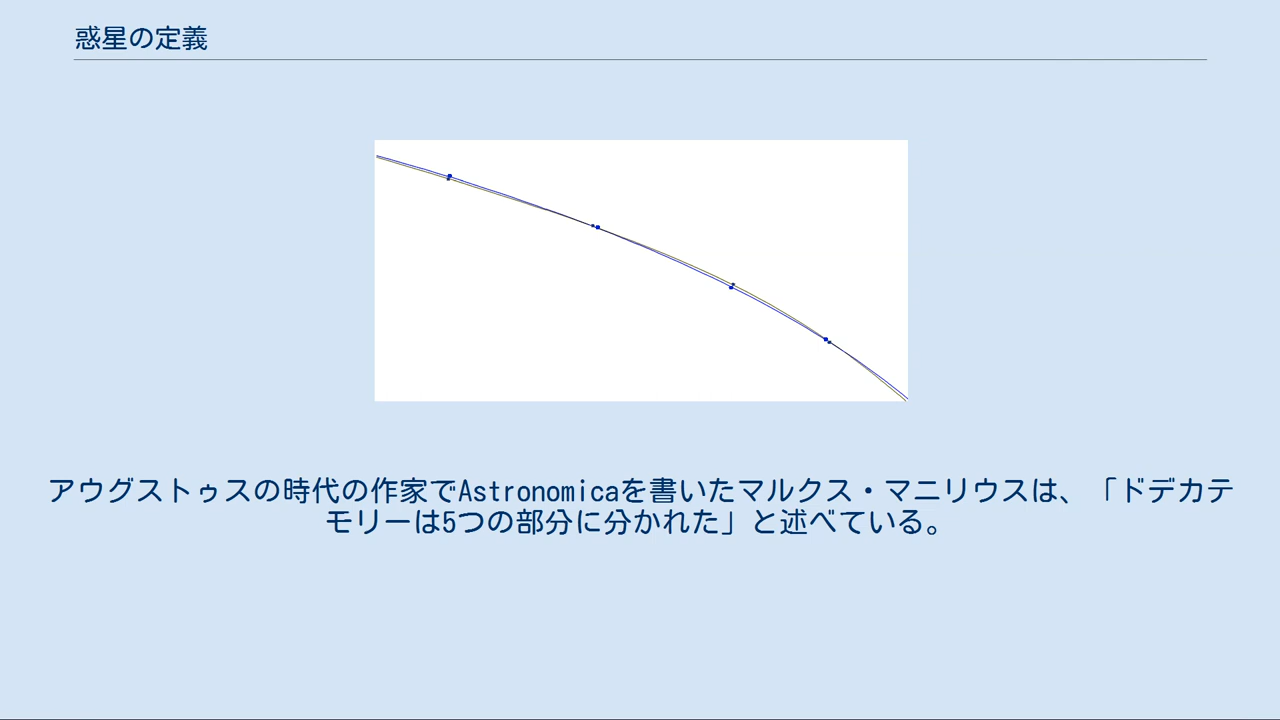 惑星の定義
アウグストゥスの時代の作家でAstronomicaを書いたマルクス・マニリウスは、「ドデカテ
モリーは5つの部分に分かれた」と述べている。